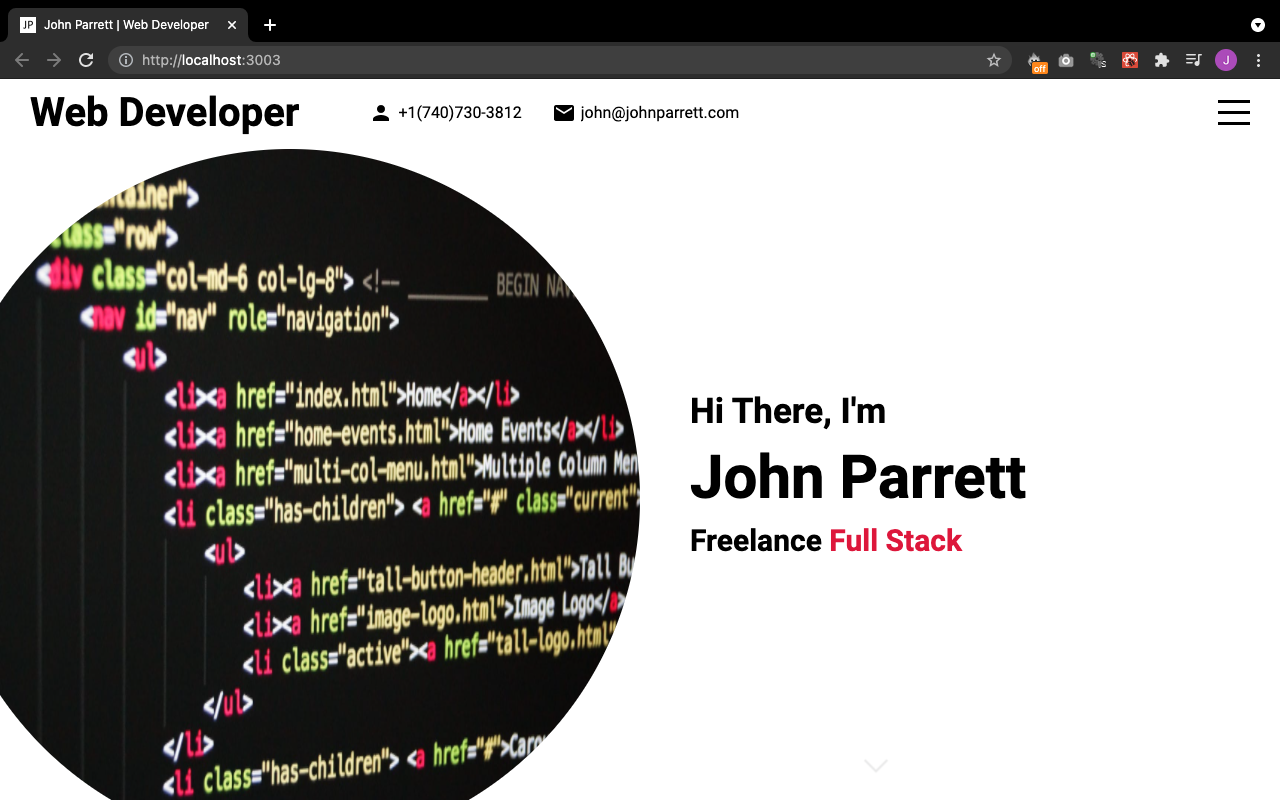 JP John Parrett | Web Developer
http://localhost:3003
off
J
Web Developer +1(740)730-3812 john@johnparrett.com
class="row">
<div class="col-md-6 col-lg-8"> <!-- BEGIN
<nav id="nav" role="navigation">
<ul>
<li><a href="index.html">Home</a></li>
<li><a href="home-events.html">Home Events</a></li>
<li><a href="multi-col-menu.html">Multiple Column Men
<li class="has-children"> <a href="#" class="current">
<ul>
<li><a href="tall-button-header.html">Tall Bu
<li><a href="image-logo.html">Image Logo</a>
<li class="active"><a href="tall-logo.html"
</ul>
</li>
<li class="has-children"> <a href="#">Caro
Hi There, I'm
John Parrett
Freelance Full Stack